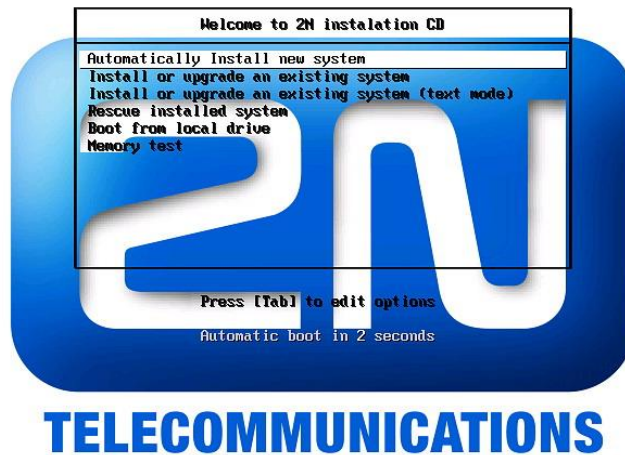 Welcome to 2N instalation CD
Automatically Install new system
Install or upgrade an existing system
Install or upgrade an existing system (text mode)
Rescue installed system
Boot from local drive
Memory test
2N
Press [Tab] to edit options
Automatic boot in 2 seconds
TELECOMMUNICATIONS